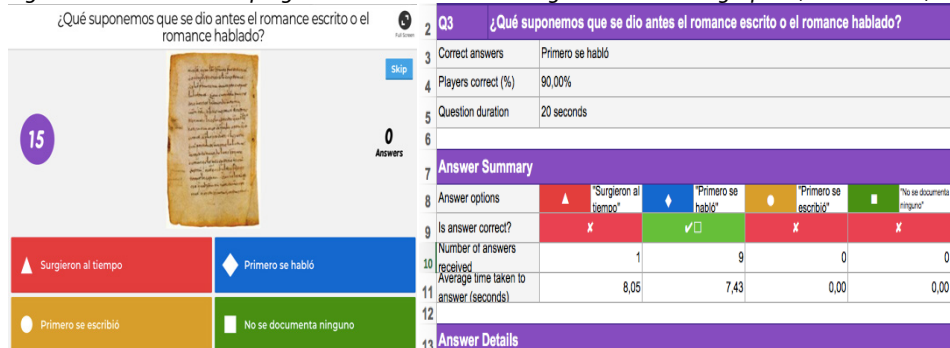 ¿Qué suponemos que se dio antes el romance escrito o el
romance hablado?
Full Screen
Skip
15
0
Answers
Surgieron al tiempo
Primero se habló
Primero se escribió
No se documenta ninguno
2 Q3 ¿Qué suponemos que se dio antes el romance escrito o el romance hablado?
3 Correct answers Primero se habló
4 Players correct (%) 90,00%
5 Question duration 20 seconds
6
7 Answer Summary
8 Answer options "Surgieron al tiempo" "Primero se habló" "Primero se escribió" "No se documenta ninguno"
9 Is answer correct? ✘ ✔□ ✘ ✘
10 Number of answers received 1 9 0 0
11 Average time taken to answer (seconds) 8,05 7,43 0,00 0,00
12
13 Answer Details